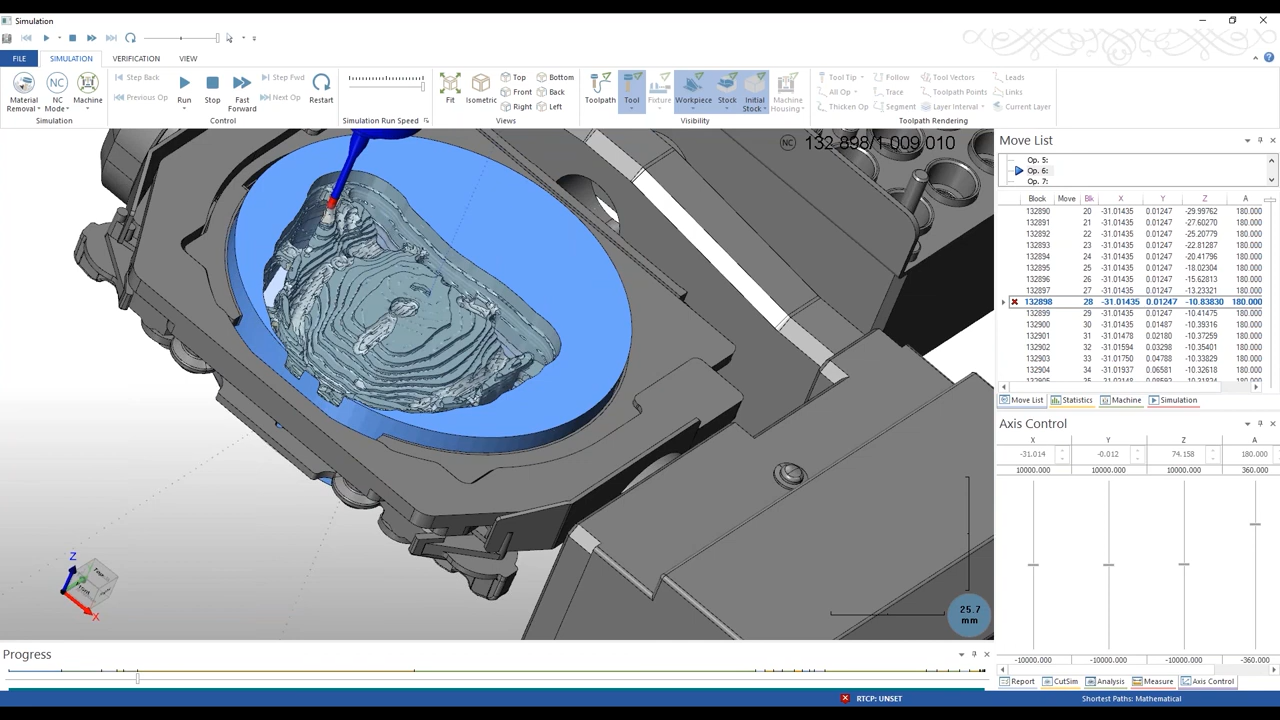 Simulation
FILE SIMULATION VERIFICATION VIEW
Step Back Step Fwd Top Bottom Tool Tip Follow Tool Vectors Leads
Previous Op Next Op Front Back All Op Trace Toolpath Points Links
Material Removal NC Mode Machine Run Stop Fast Forward Restart Fit Isometric Right Left Toolpath Tool Fixture Workpiece Stock Initial Stock Machine Housing Thicken Op Segment Layer Interval Current Layer
Simulation Control Simulation Run Speed Views Visibility Toolpath Rendering
NC 132 898/1 009 010
Move List
Op. 5:
Op. 6:
Op. 7:
Block Move Blk X Y Z A
132890 20 -31.01435 0.01247 -29.99762 180.000
132891 21 -31.01435 0.01247 -27.60270 180.000
132892 22 -31.01435 0.01247 -25.20779 180.000
132893 23 -31.01435 0.01247 -22.81287 180.000
132894 24 -31.01435 0.01247 -20.41796 180.000
132895 25 -31.01435 0.01247 -18.02304 180.000
132896 26 -31.01435 0.01247 -15.62813 180.000
132897 27 -31.01435 0.01247 -13.23321 180.000
132898 28 -31.01435 0.01247 -10.83830 180.000
132899 29 -31.01435 0.01247 -10.41475 180.000
132900 30 -31.01435 0.01487 -10.39316 180.000
132901 31 -31.01478 0.02180 -10.37259 180.000
132902 32 -31.01594 0.03298 -10.35401 180.000
132903 33 -31.01750 0.04788 -10.33829 180.000
132904 34 -31.01937 0.06581 -10.32618 180.000
Move List Statistics Machine Simulation
Axis Control
X Y Z A
-31.014 -0.012 74.158 180.000
10000.000 10000.000 10000.000 360.000
-10000.000 -10000.000 -10000.000 -360.000
25.7
mm
Z
X
Progress
Report CutSim Analysis Measure Axis Control
RTCP: UNSET Shortest Paths: Mathematical